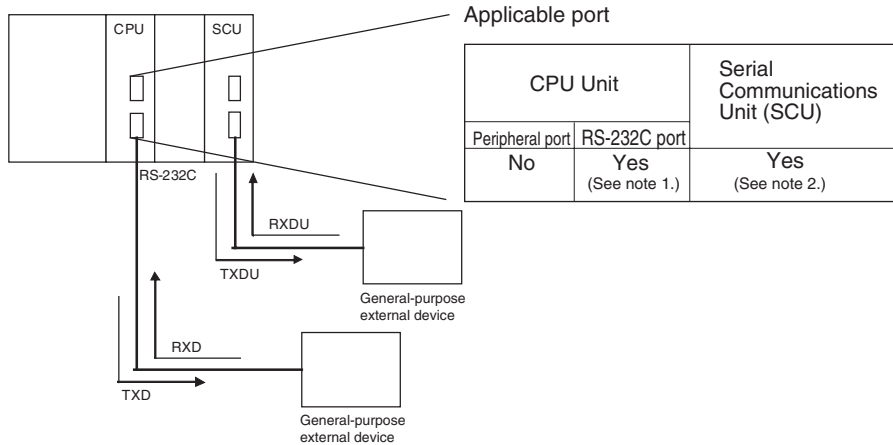 Applicable port
CPU
SCU
CPU Unit
Serial
Communications
Unit (SCU)
Peripheral port
RS-232C port
No
Yes
(See note 1.)
Yes
(See note 2.)
RS-232C
RXDU
TXDU
General-purpose
external device
RXD
TXD
General-purpose
external device